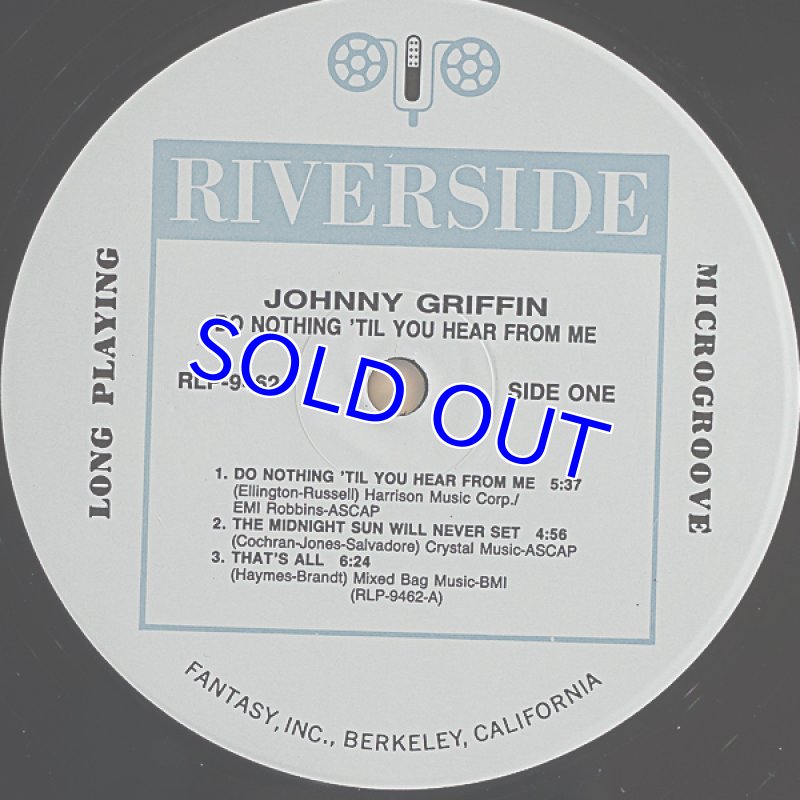 RIVERSIDE
LONG PLAYING
MICROGROOVE
JOHNNY GRIFFIN
DO NOTHING 'TIL YOU HEAR FROM ME
RLP-9462
SIDE ONE
SOLD OUT
1. DO NOTHING 'TIL YOU HEAR FROM ME 5:37
(Ellington-Russell) Harrison Music Corp./
EMI Robbins-ASCAP
2. THE MIDNIGHT SUN WILL NEVER SET 4:56
(Cochran-Jones-Salvadore) Crystal Music-ASCAP
3. THAT'S ALL 6:24
(Haymes-Brandt) Mixed Bag Music-BMI
(RLP-9462-A)
FANTASY, INC., BERKELEY, CALIFORNIA